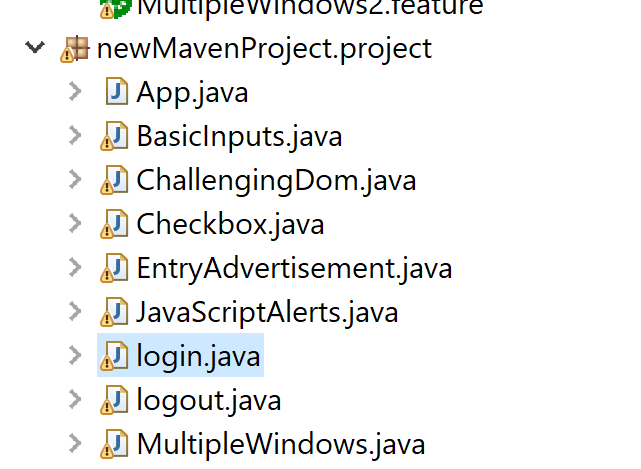 MultipleWindows2.feature
newMavenProject.project
App.java
BasicInputs.java
ChallengingDom.java
Checkbox.java
EntryAdvertisement.java
JavaScriptAlerts.java
login.java
logout.java
MultipleWindows.java